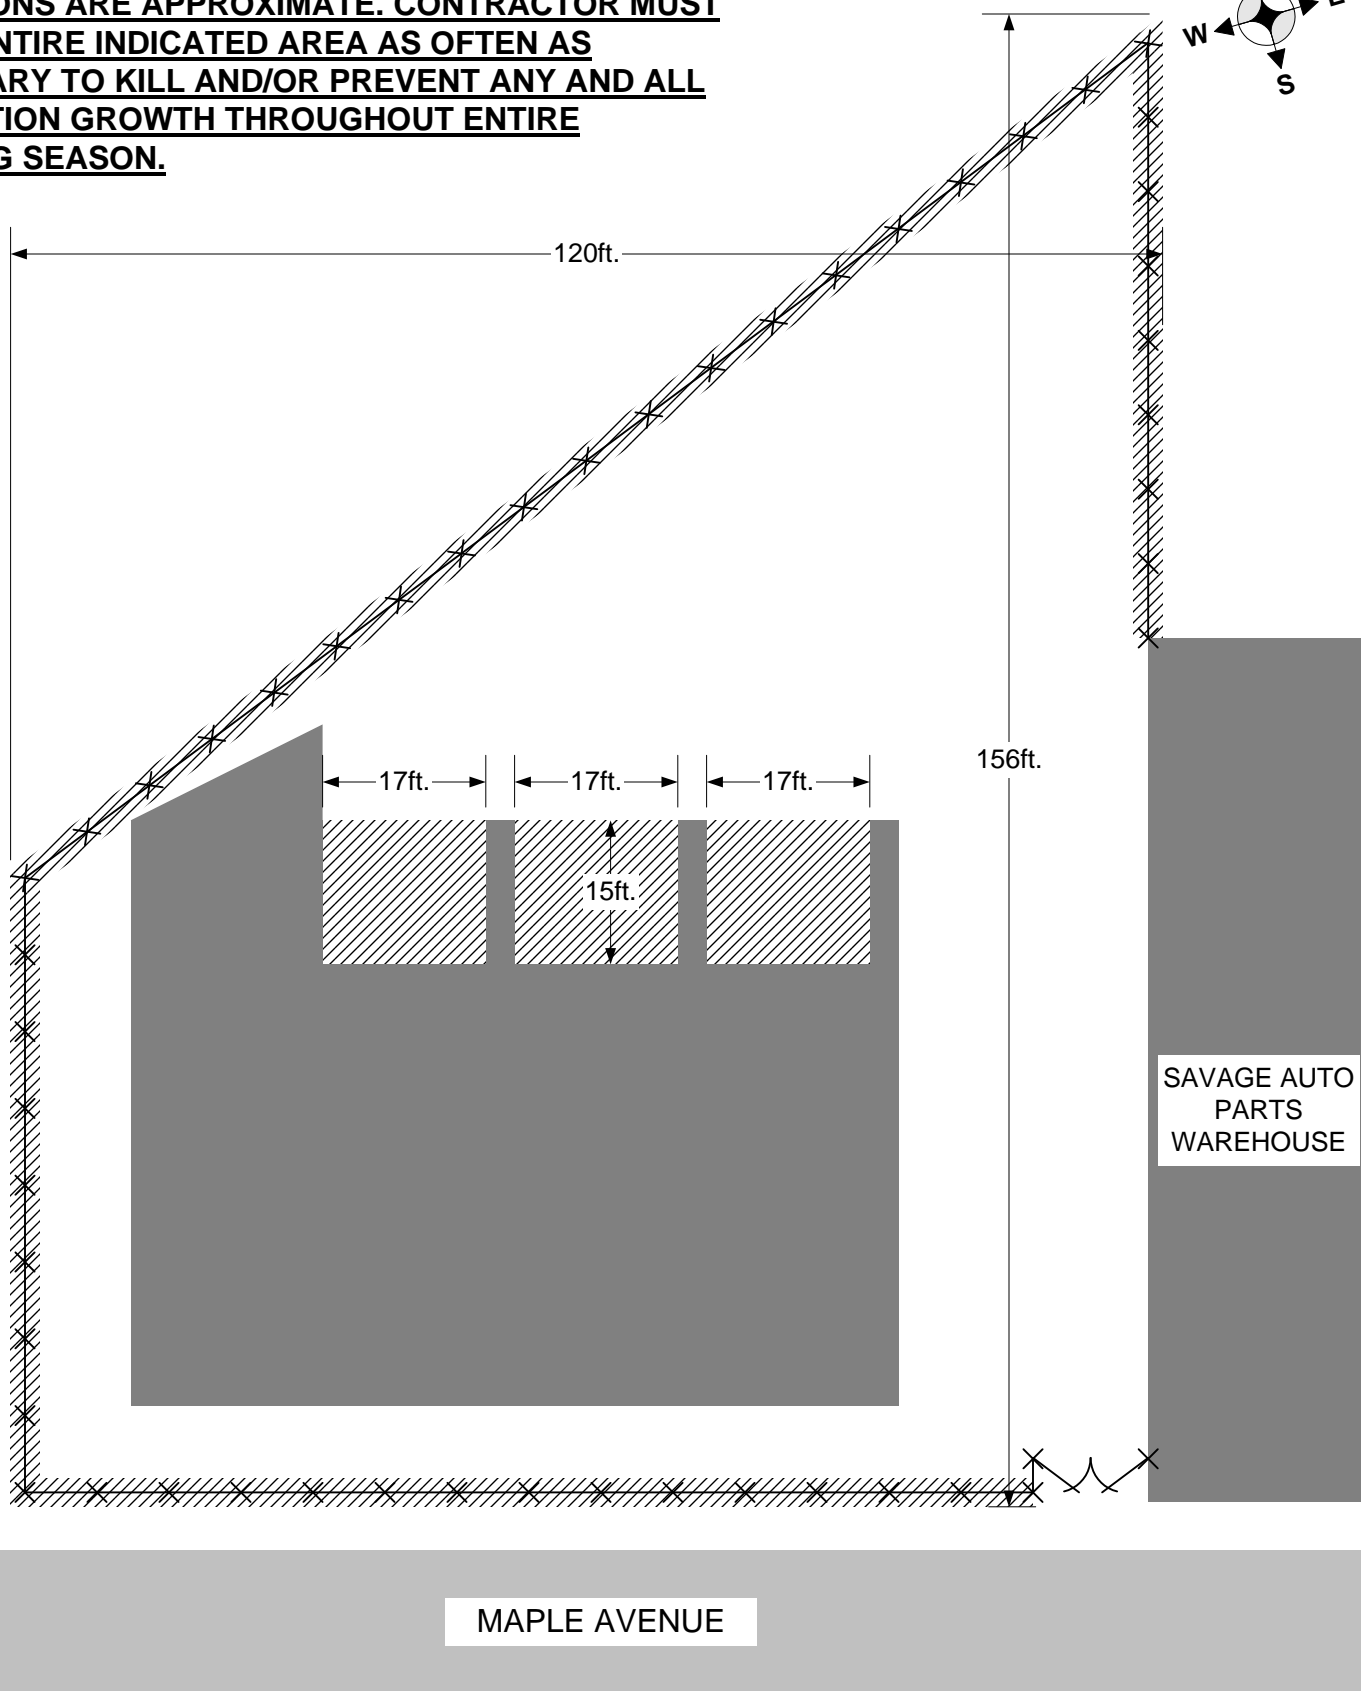 ONS ARE APPROXIMATE. CONTRACTOR MUST
NTIRE INDICATED AREA AS OFTEN AS
ARY TO KILL AND/OR PREVENT ANY AND ALL
TION GROWTH THROUGHOUT ENTIRE
G SEASON.
W
E
S
120ft.
156ft.
17ft.
17ft.
17ft.
15ft.
SAVAGE AUTO
PARTS
WAREHOUSE
MAPLE AVENUE